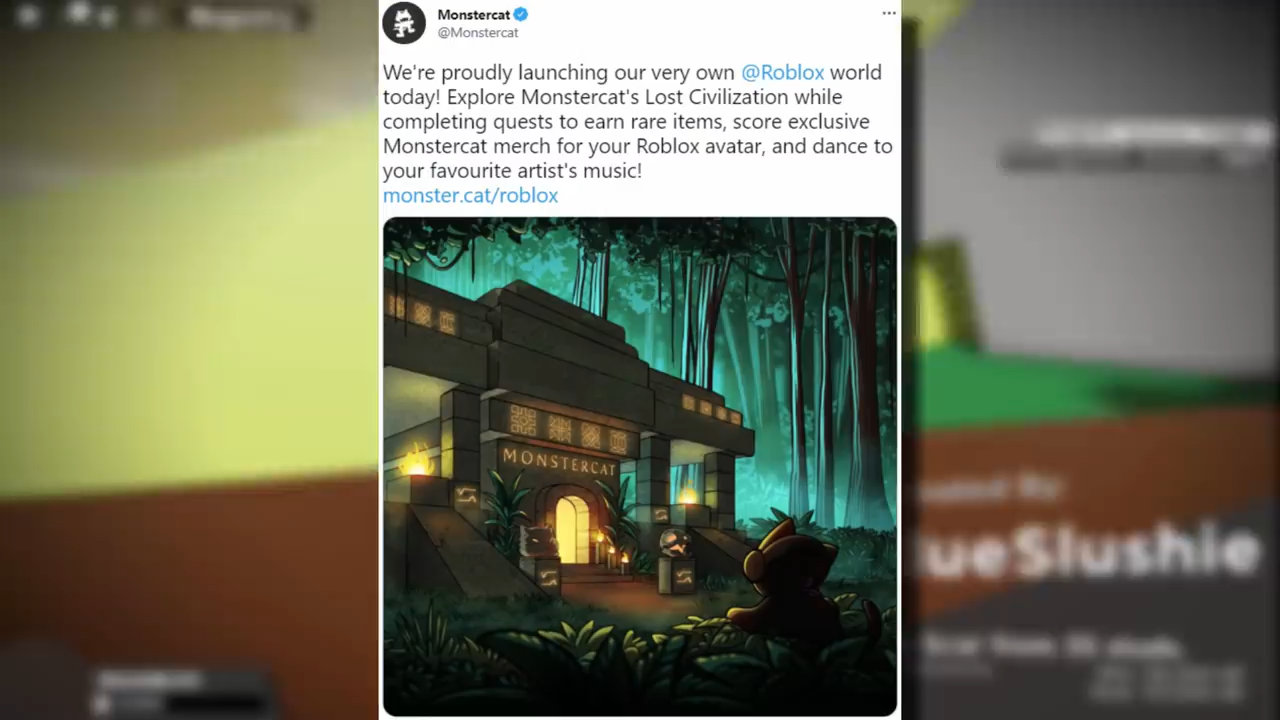 Monstercat
@Monstercat
We're proudly launching our very own @Roblox world
today! Explore Monstercat's Lost Civilization while
completing quests to earn rare items, score exclusive
Monstercat merch for your Roblox avatar, and dance to
your favourite artist's music!
monster.cat/roblox
MONSTERCAT
ueSlushie